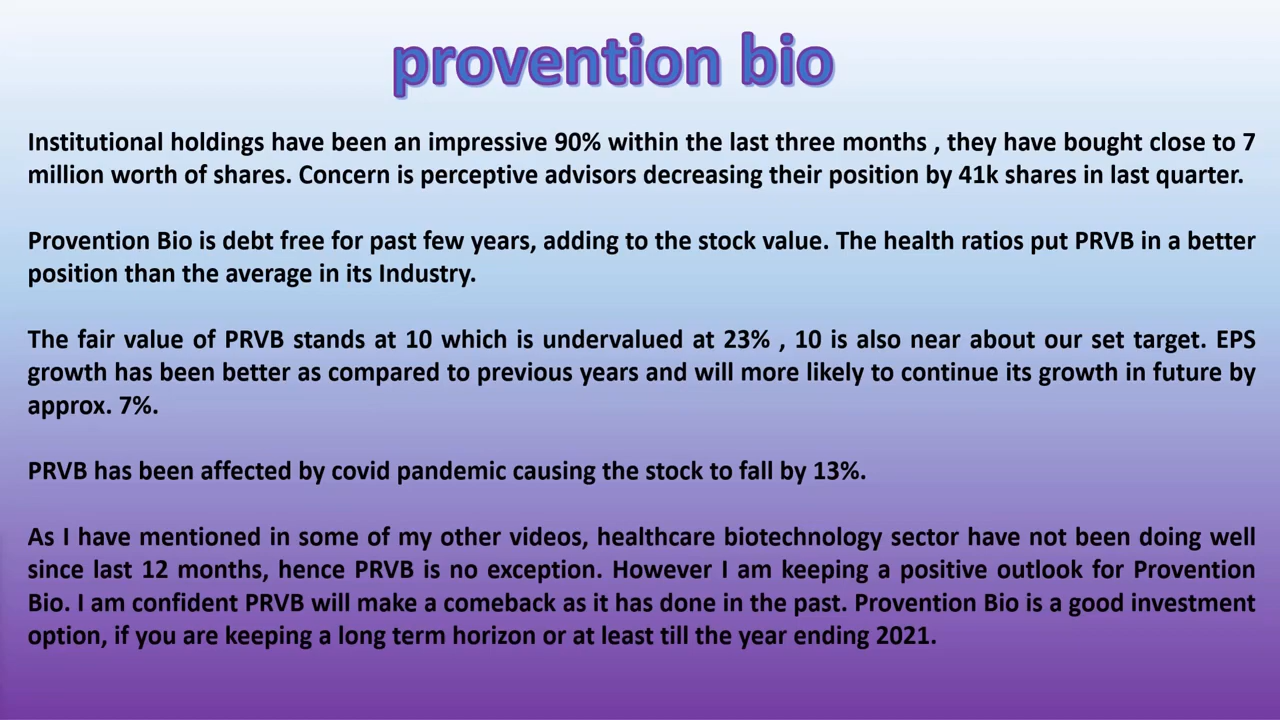 provention bio
Institutional holdings have been an impressive 90% within the last three months , they have bought close to 7
million worth of shares. Concern is perceptive advisors decreasing their position by 41k shares in last quarter.
Provention Bio is debt free for past few years, adding to the stock value. The health ratios put PRVB in a better
position than the average in its Industry.
The fair value of PRVB stands at 10 which is undervalued at 23% , 10 is also near about our set target. EPS
growth has been better as compared to previous years and will more likely to continue its growth in future by
approx. 7%.
PRVB has been affected by covid pandemic causing the stock to fall by 13%.
As I have mentioned in some of my other videos, healthcare biotechnology sector have not been doing well
since last 12 months, hence PRVB is no exception. However I am keeping a positive outlook for Provention
Bio. I am confident PRVB will make a comeback as it has done in the past. Provention Bio is a good investment
option, if you are keeping a long term horizon or at least till the year ending 2021.